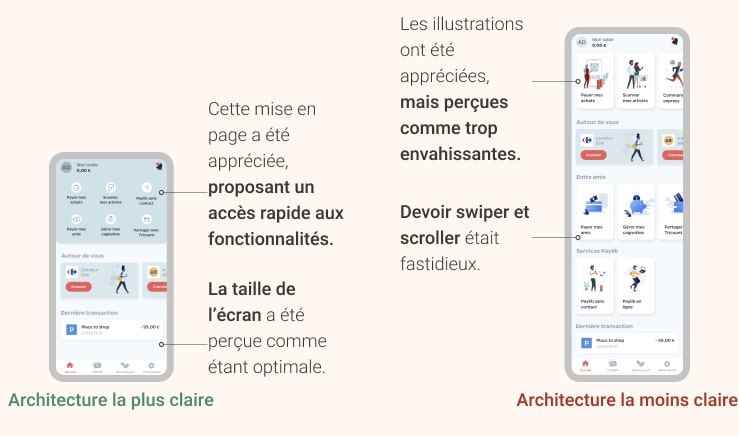 Les illustrations
ont été
appréciées,
mais perçues
comme trop
envahissantes.
Devoir swiper et
scroller était
fastidieux.
Cette mise en
page a été
appréciée,
proposant un
accès rapide aux
fonctionnalités.
La taille de
l'écran a été
perçue comme
étant optimale.
AD
Mon solde
0,00 €
Payer mes
achats
Scanner
mes articles
Paylib sans
contact
Payer mes
amis
Gérer mes
cagnottes
Partager avec
Tricount
Autour de vous
Carrefour
Scanner
Dernière transaction
P
Place to shop
- 99,00 €
Accueil
Architecture la plus claire
AD
Mon solde
0,00 €
Payer mes
achats
Scanner
mes articles
express
Autour de vous
Carrefour
Scanner
Entre amis
Payer mes
amis
Gérer mes
cagnottes
Partager
Tricount
Services Paylib
Paylib sans
contact
Paylib en
ligne
Dernière transaction
P
Place to shop
- 99,00 €
Accueil
Architecture la moins claire